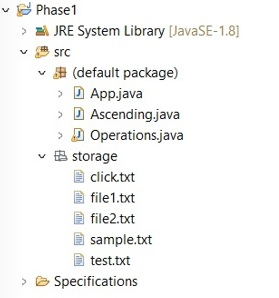 Phase1
JRE System Library [JavaSE-1.8]
src
(default package)
App.java
Ascending.java
Operations.java
storage
click.txt
file1.txt
file2.txt
sample.txt
test.txt
Specifications